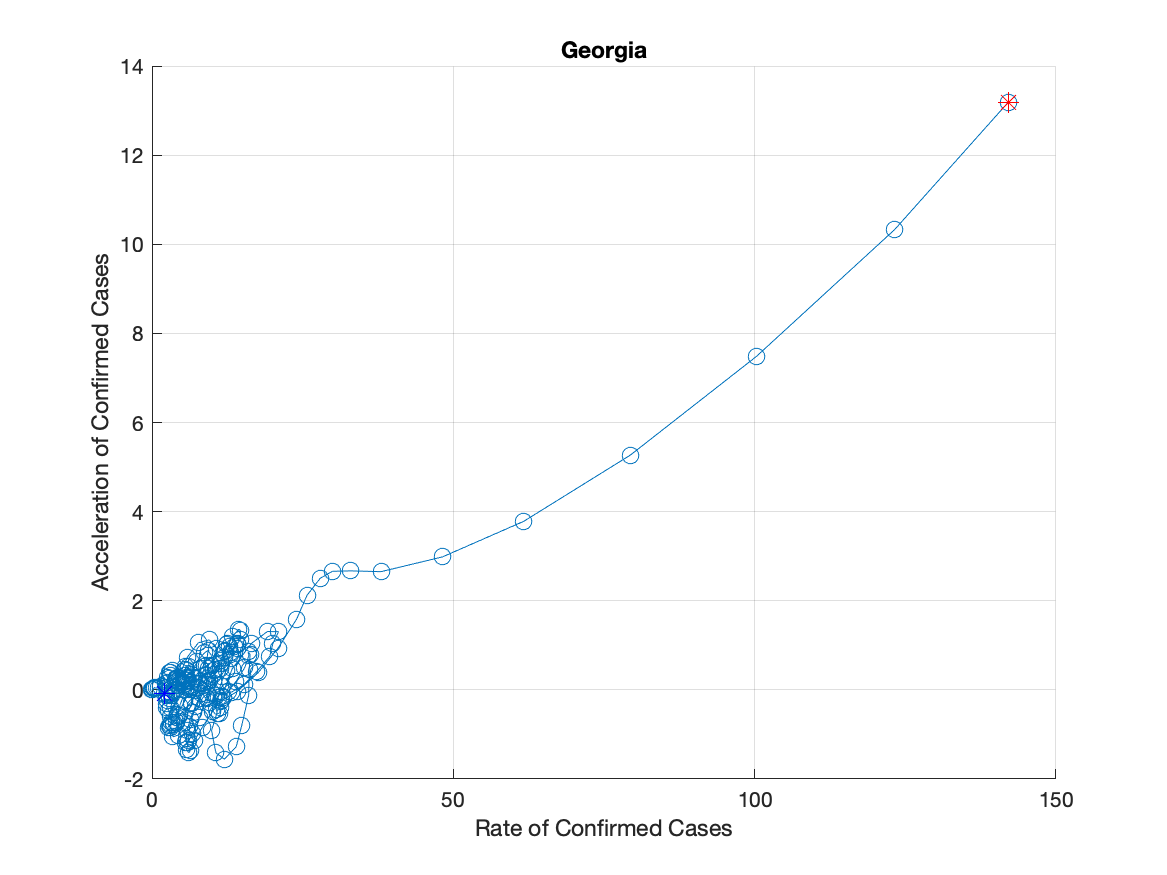 Georgia
14
12
10
8
6
4
2
0
-2
Acceleration of Confirmed Cases
0 50 100 150
Rate of Confirmed Cases